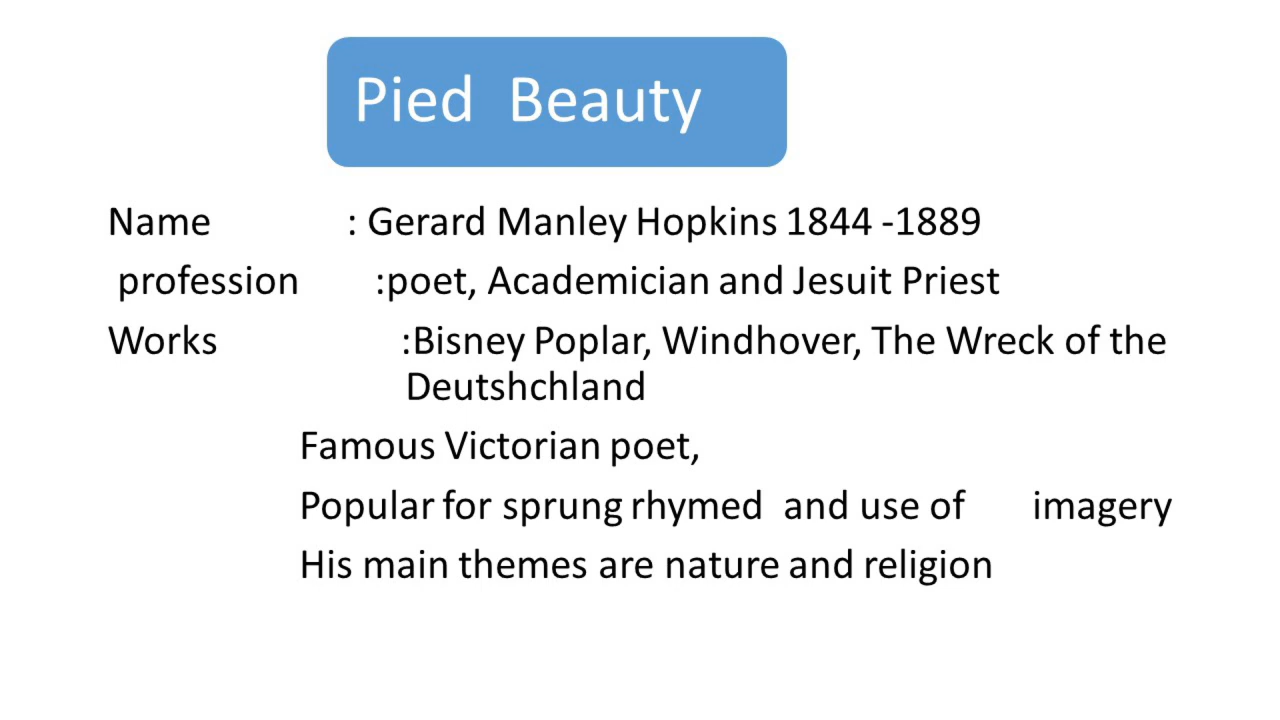 Pied Beauty
Name : Gerard Manley Hopkins 1844 -1889
profession :poet, Academician and Jesuit Priest
Works :Bisney Poplar, Windhover, The Wreck of the
Deutshchland
Famous Victorian poet,
Popular for sprung rhymed and use of imagery
His main themes are nature and religion